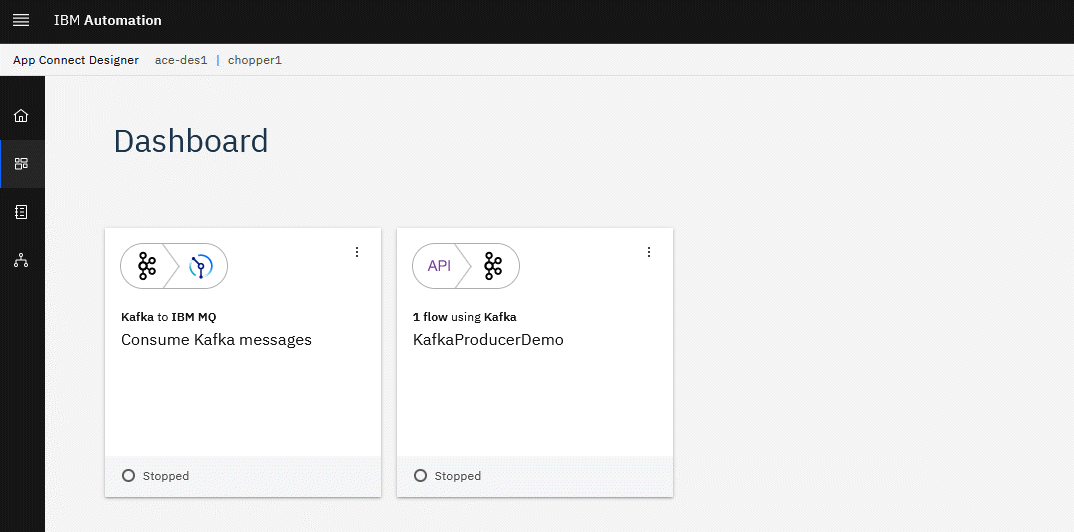 IBM Automation
App Connect Designer ace-des1 | chopper1
Dashboard
Kafka to IBM MQ
Consume Kafka messages
Stopped
API
1 flow using Kafka
KafkaProducerDemo
Stopped